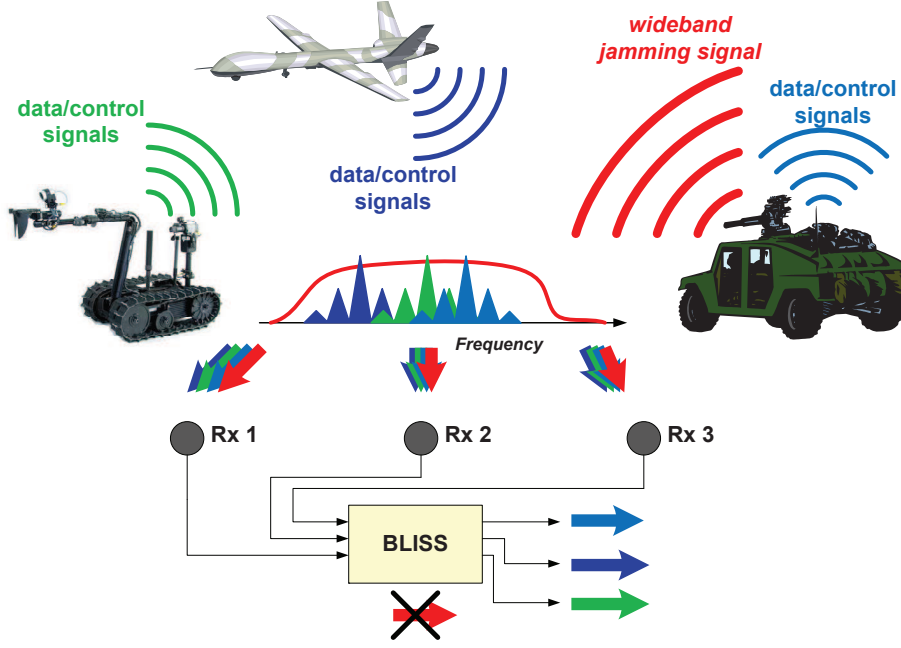 wideband
jamming signal
data/control
signals
data/control
signals
data/control
signals
Frequency
Rx 1
Rx 2
Rx 3
BLISS